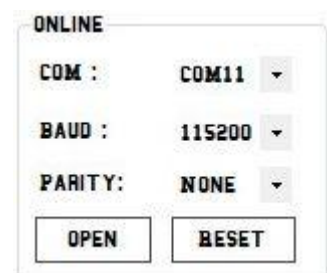 ONLINE
COM : COM11
BAUD : 115200
PARITY: NONE
OPEN RESET